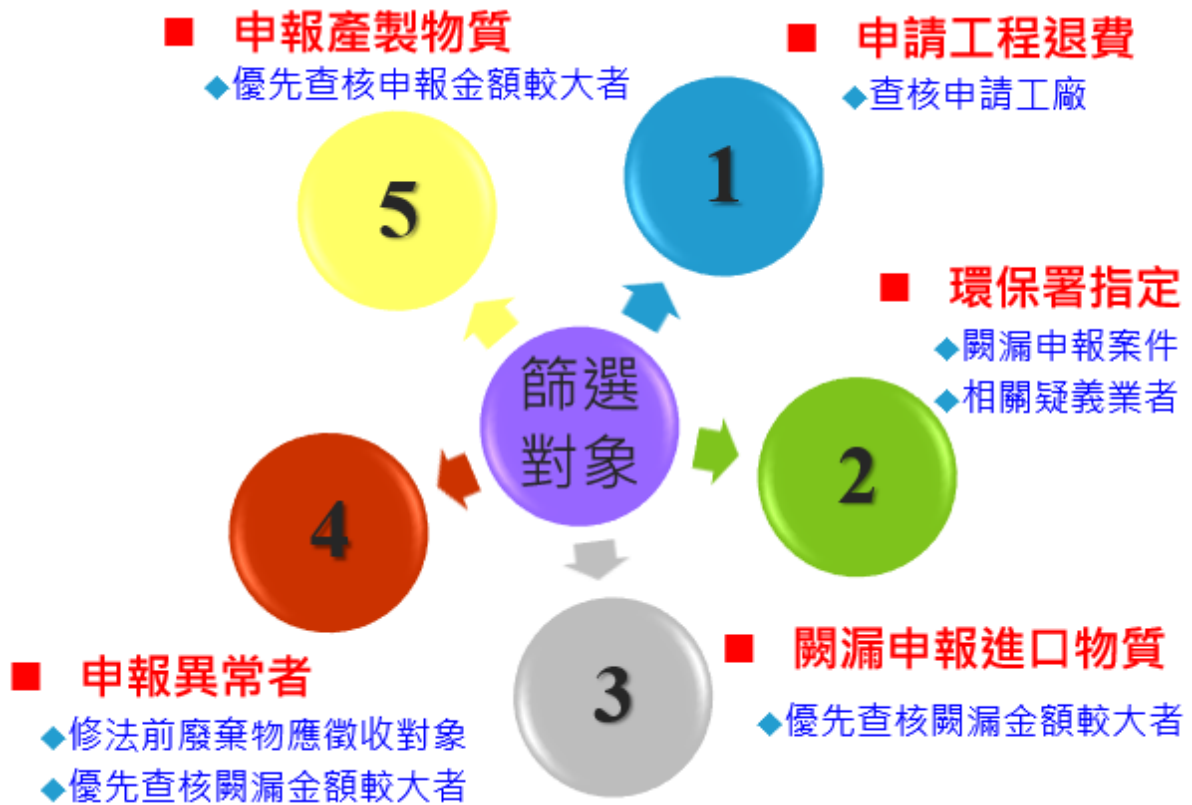 ■ 申報產製物質
◆優先查核申報金額較大者
5
■ 申請工程退費
◆查核申請工廠
1
■ 環保署指定
◆闕漏申報案件
◆相關疑義業者
2
篩選
對象
4
■ 申報異常者
◆修法前廢棄物應徵收對象
◆優先查核闕漏金額較大者
3
■ 闕漏申報進口物質
◆優先查核闕漏金額較大者